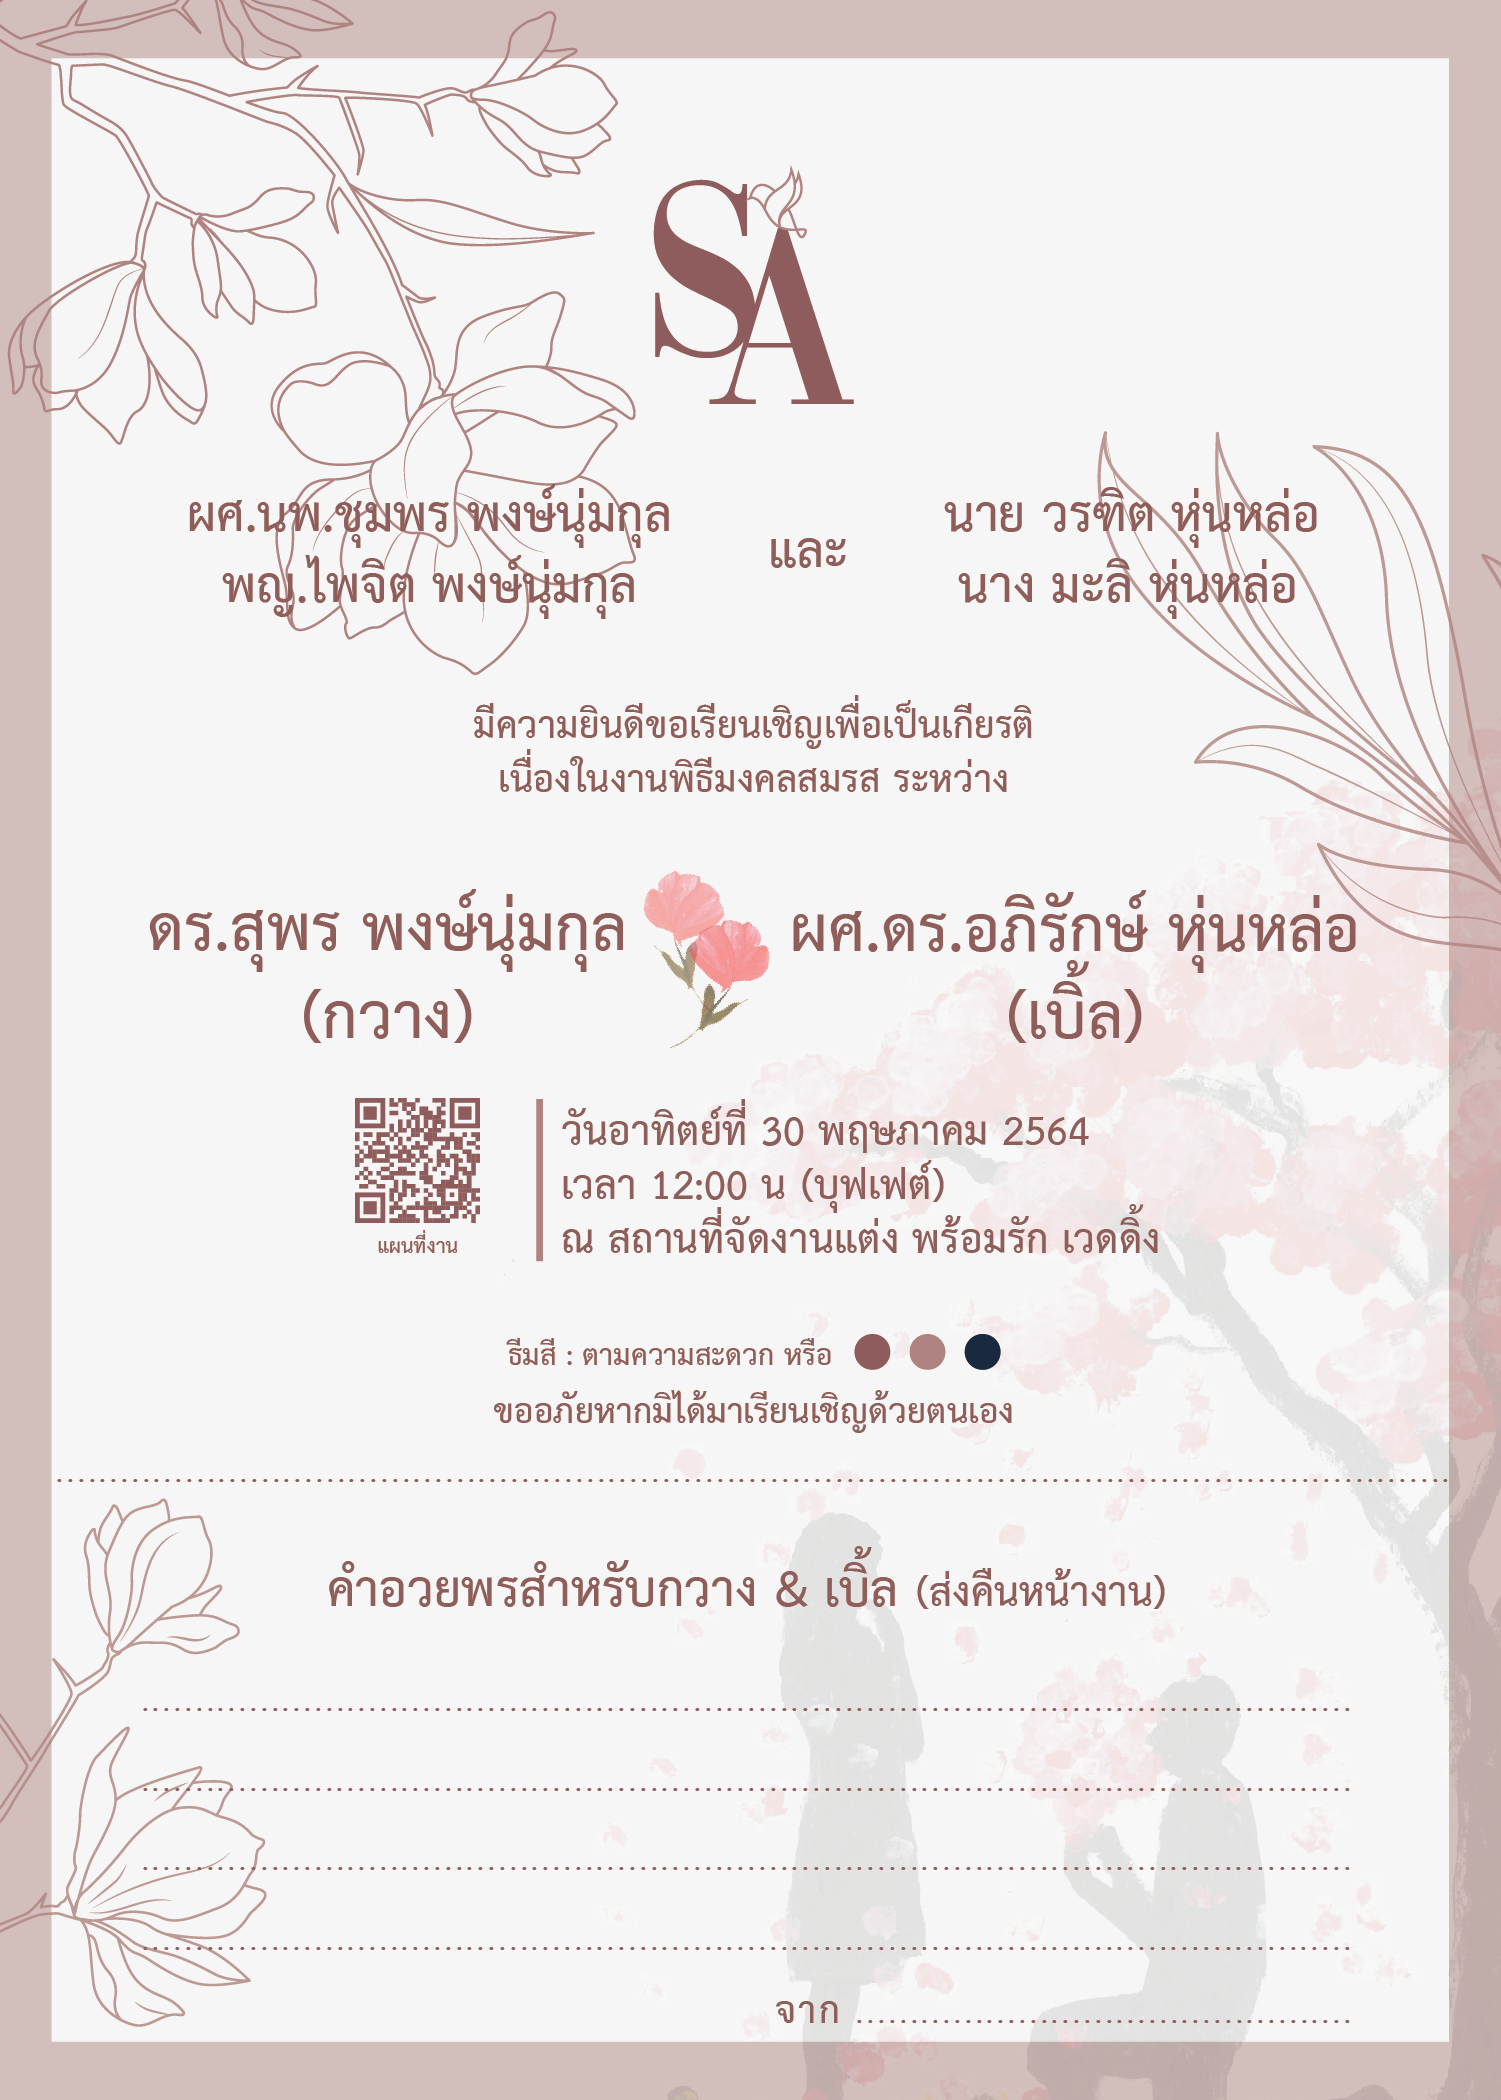 SA
ผศ.นพ.ชุมพร พงษ์นุ่มกุล
พญ.ไพจิต พงษ์นุ่มกุล
และ
นาย วรฑิต หุ่นหล่อ
นาง มะลิ หุ่นหล่อ
มีความยินดีขอเรียนเชิญเพื่อเป็นเกียรติ
เนื่องในงานพิธีมงคลสมรส ระหว่าง
ดร.สุพร พงษ์นุ่มกุล
(กวาง)
ผศ.ดร.อภิรักษ์ หุ่นหล่อ
(เบิ้ล)
แผนที่งาน
วันอาทิตย์ที่ 30 พฤษภาคม 2564
เวลา 12:00 น (บุฟเฟต์)
ณ สถานที่จัดงานแต่ง พร้อมรัก เวดดิ้ง
ธีมสี : ตามความสะดวก หรือ
ขออภัยหากมิได้มาเรียนเชิญด้วยตนเอง
คำอวยพรสำหรับกวาง & เบิ้ล (ส่งคืนหน้างาน)
จาก